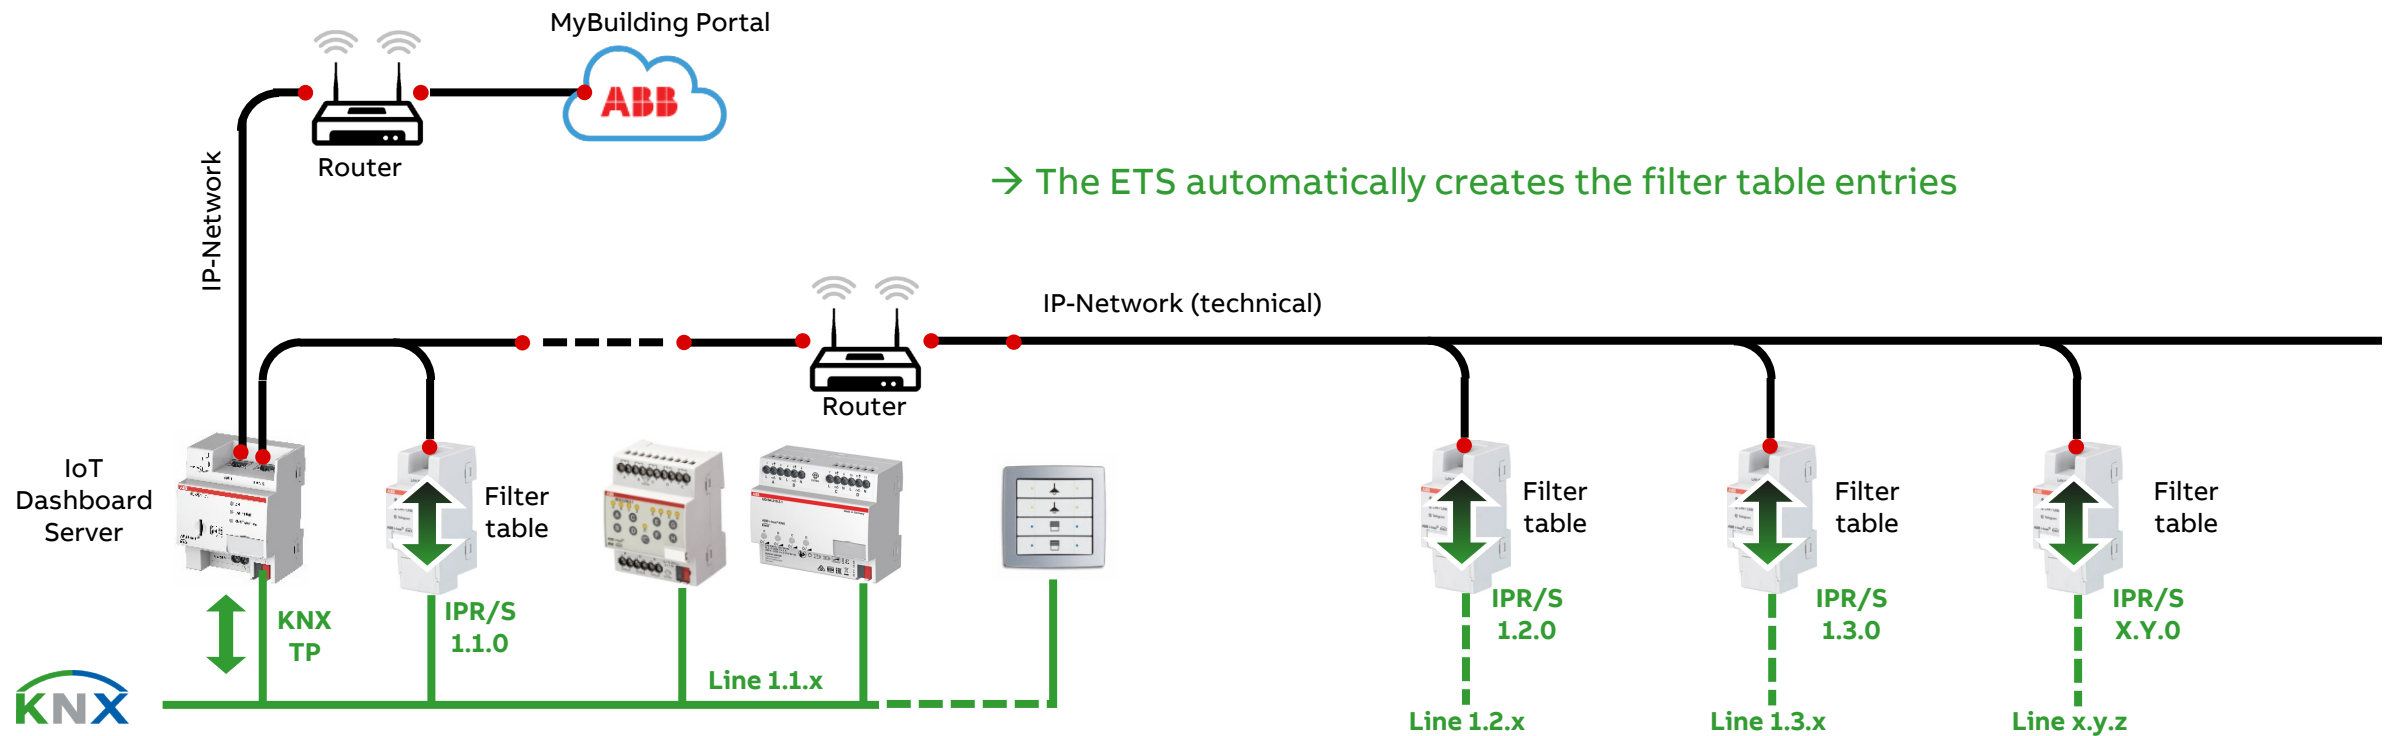 MyBuilding Portal
ABB
Router
IP-Network
→ The ETS automatically creates the filter table entries
IP-Network (technical)
Router
IoT
Dashboard
Server
Filter
table
Filter
table
Filter
table
Filter
table
KNX
TP
IPR/S
1.1.0
IPR/S
1.2.0
IPR/S
1.3.0
IPR/S
X.Y.0
Line 1.1.x
KNX
Line 1.2.x
Line 1.3.x
Line x.y.z